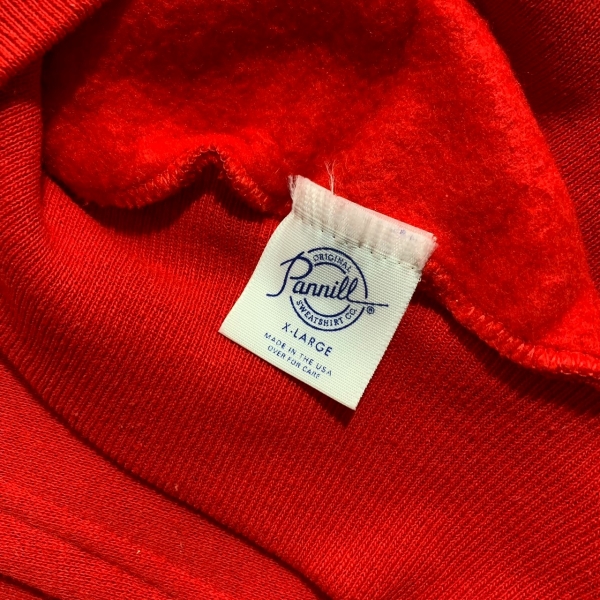 ORIGINAL
Pannill®
SWEATSHIRT CO.
X-LARGE
MADE IN THE USA
OVER FOR CARE